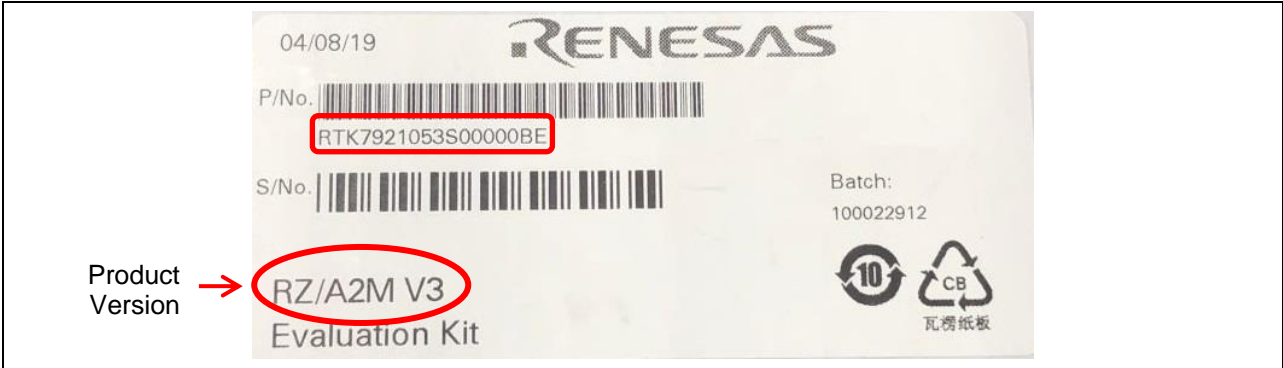 04/08/19
RENESAS
P/No.
RTK7921053S00000BE
S/No.
Batch:
100022912
Product
Version
RZ/A2M V3
Evaluation Kit
10
CB
瓦楞纸板